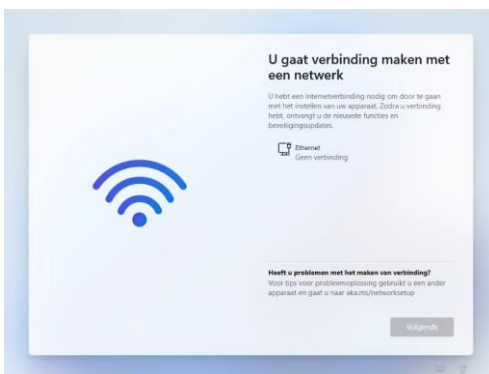 U gaat verbinding maken met
een netwerk
U hebt een internetverbinding nodig om door te gaan
met het instellen van uw apparaat. Zodra u verbinding
hebt, ontvangt u de nieuwste functies en
beveiligingsupdates.
Ethernet
Geen verbinding
Heeft u problemen met het maken van verbinding?
Voor tips voor probleemoplossing gebruikt u een ander
apparaat en gaat u naar aka.ms/networksetup
Volgende